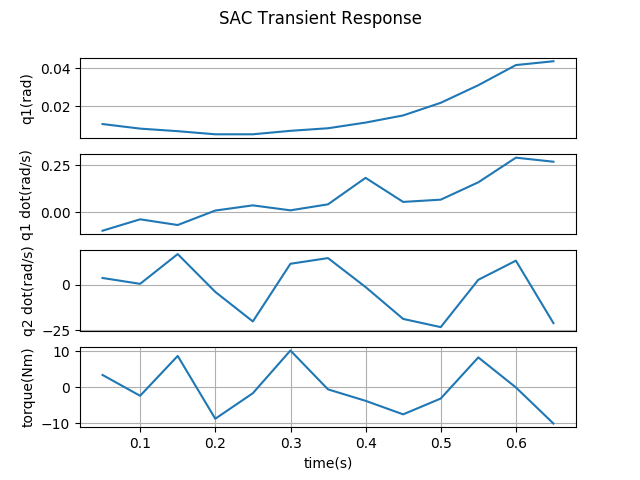 SAC Transient Response
q1(rad)
0.04
0.02
q1 dot(rad/s)
0.25
0.00
q2 dot(rad/s)
0
−25
torque(Nm)
10
0
−10
0.1 0.2 0.3 0.4 0.5 0.6
time(s)